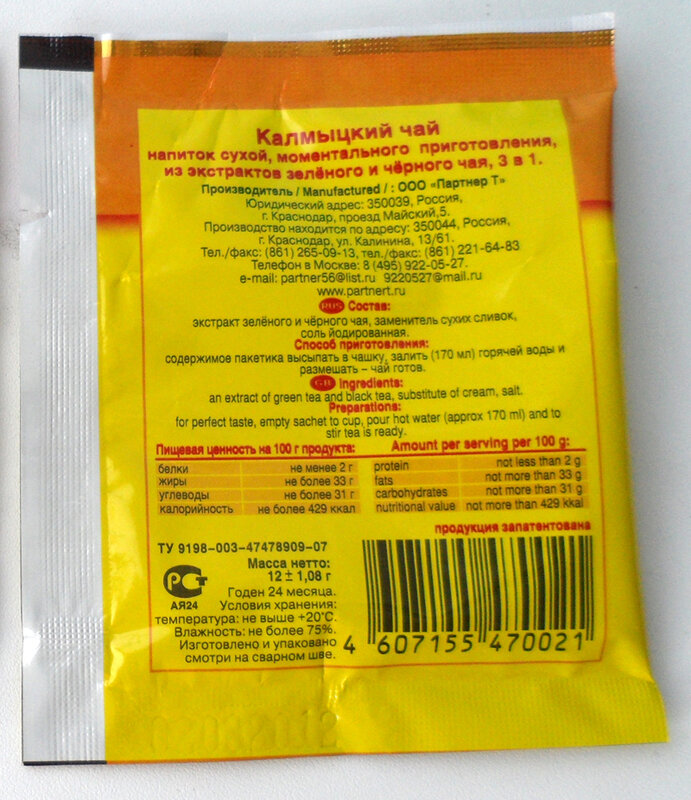 Калмыцкий чай
напиток сухой, моментального приготовления,
из экстрактов зелёного и чёрного чая, 3 в 1.
Производитель / Manufactured / : ООО «Партнер Т»
Юридический адрес: 350039, Россия,
г. Краснодар, проезд Майский,5.
Производство находится по адресу: 350044, Россия,
г. Краснодар, ул. Калинина, 13/61.
Тел./факс: (861) 265-09-13, тел./факс: (861) 221-64-83
Телефон в Москве: 8 (495) 922-05-27.
e-mail: partner56@list.ru 9220527@mail.ru
www.partnert.ru
RUS Состав:
экстракт зелёного и чёрного чая, заменитель сухих сливок,
соль йодированная.
Способ приготовления:
содержимое пакетика высыпать в чашку, залить (170 мл) горячей воды и
размешать – чай готов.
GB Ingredients:
an extract of green tea and black tea, substitute of cream, salt.
Preparations:
for perfect taste, empty sachet to cup, pour hot water (approx 170 ml) and to
stir tea is ready.
Пищевая ценность на 100 г продукта:
белки не менее 2 г
жиры не более 33 г
углеводы не более 31 г
калорийность не более 429 ккал
Amount per serving per 100 g:
protein not less than 2 g
fats not more than 33 g
carbohydrates not more than 31 g
nutritional value not more than 429 kkal
продукция запатентована
ТУ 9198-003-47478909-07
РСТ
АЯ24
Масса нетто:
12 ± 1,08 г
Годен 24 месяца.
Условия хранения:
температура: не выше +20°С.
Влажность: не более 75%.
Изготовлено и упаковано
смотри на сварном шве.
4 607155 470021